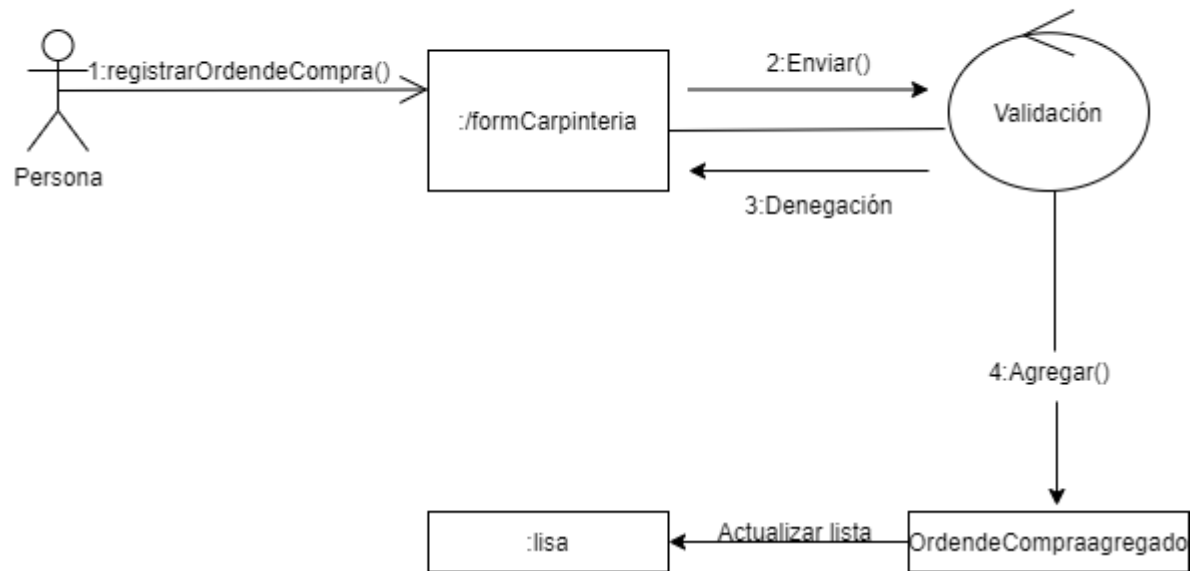 1:registrarOrdendeCompra()
2:Enviar()
:/formCarpinteria
Validación
Persona
3:Denegación
4:Agregar()
:lisa
Actualizar lista
OrdendeCompraagregado